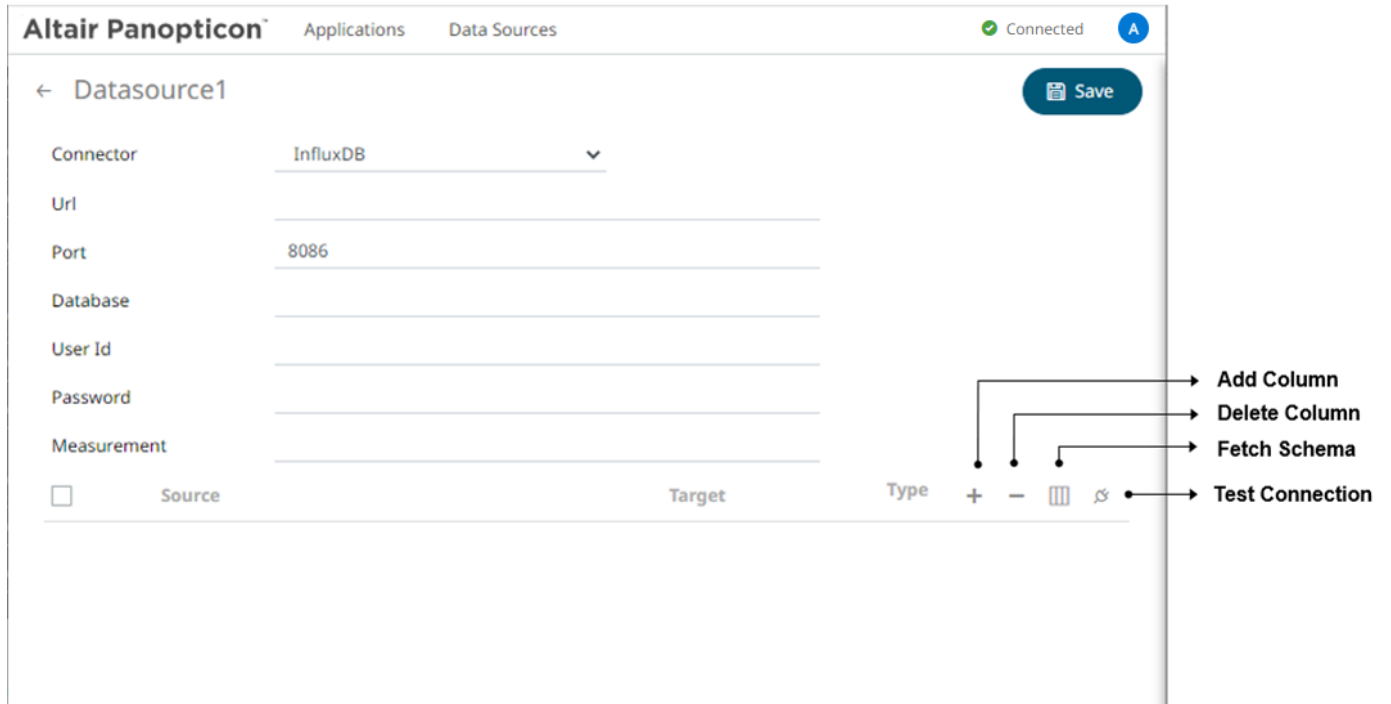 Altair Panopticon™ Applications Data Sources Connected A
Datasource1 Save
Connector InfluxDB
Url
Port 8086
Database
User Id
Password
Measurement
Add Column
Delete Column
Fetch Schema
Source Target Type + − Test Connection